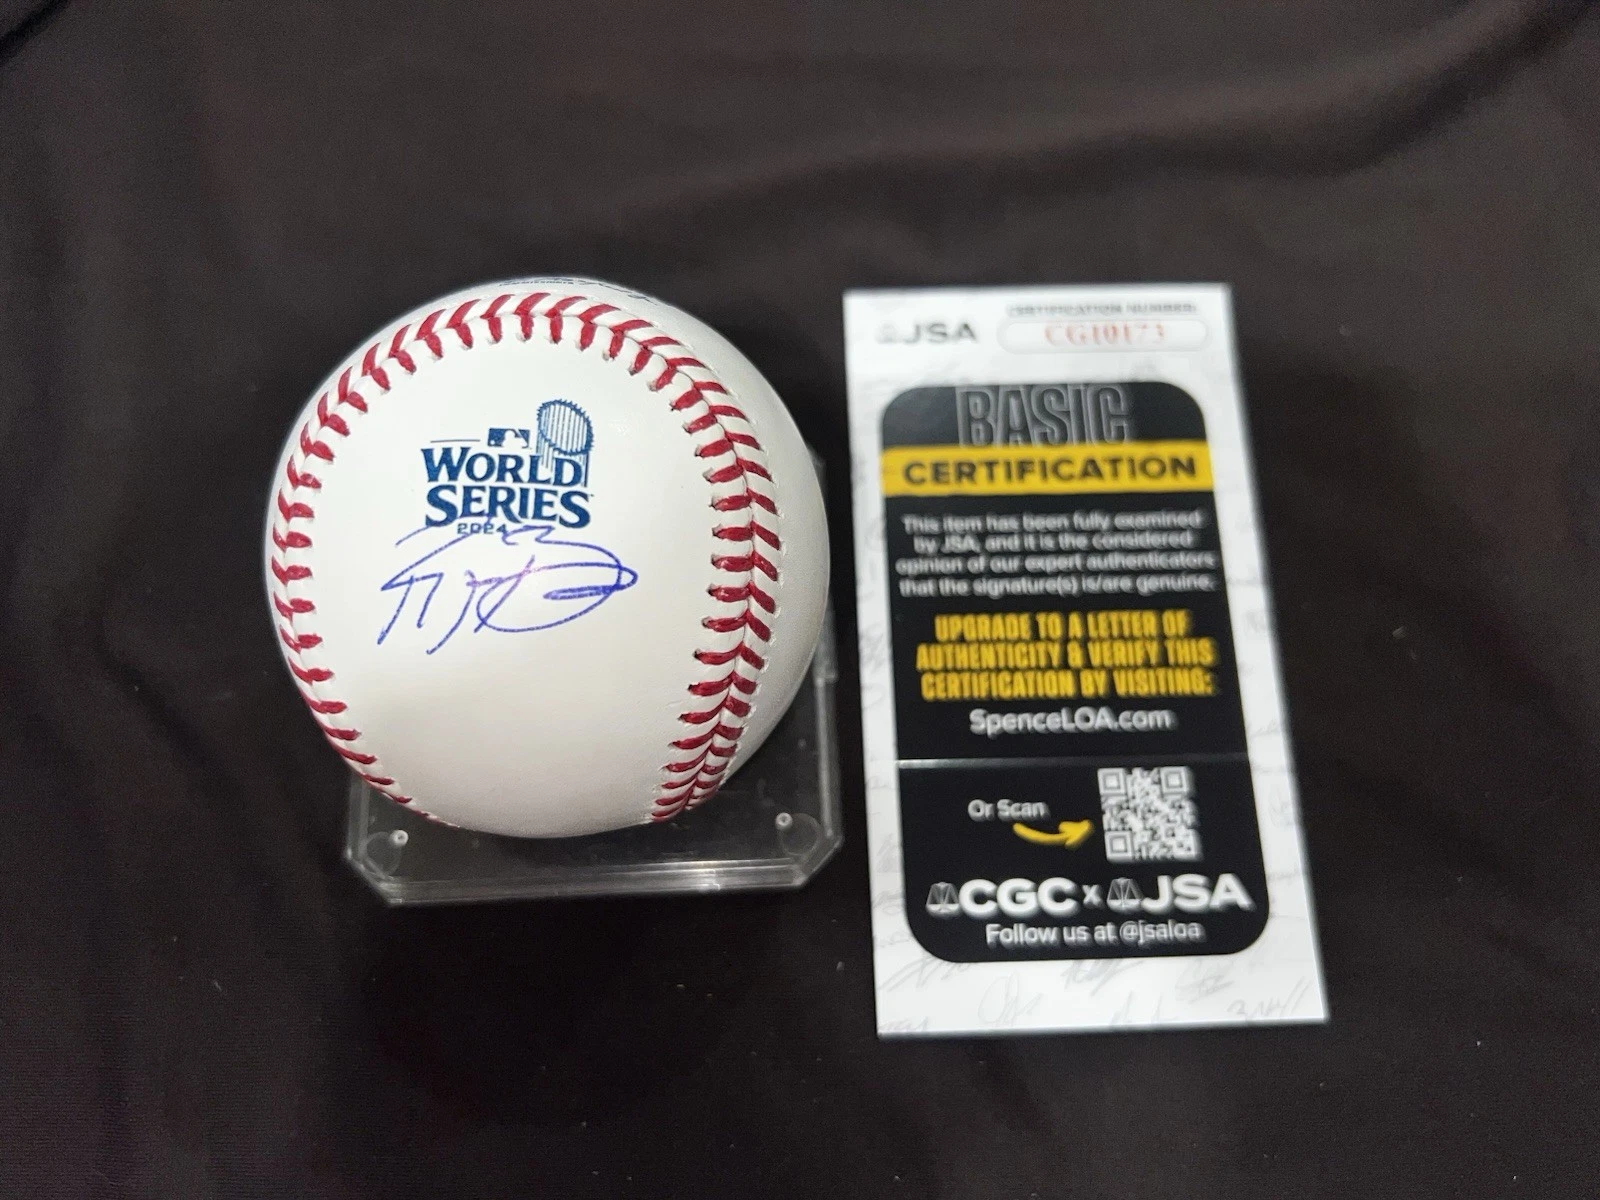 WORLD
SERIES
2024
JSA
CERTIFICATION NUMBER:
CG10173
BASIC
CERTIFICATION
This item has been fully examined
by JSA, and it is the considered
opinion of our expert authenticators
that the signature(s) is/are genuine.
UPGRADE TO A LETTER OF
AUTHENTICITY & VERIFY THIS
CERTIFICATION BY VISITING:
SpenceLOA.com
Or Scan
CGC x JSA
Follow us at @jsaloa